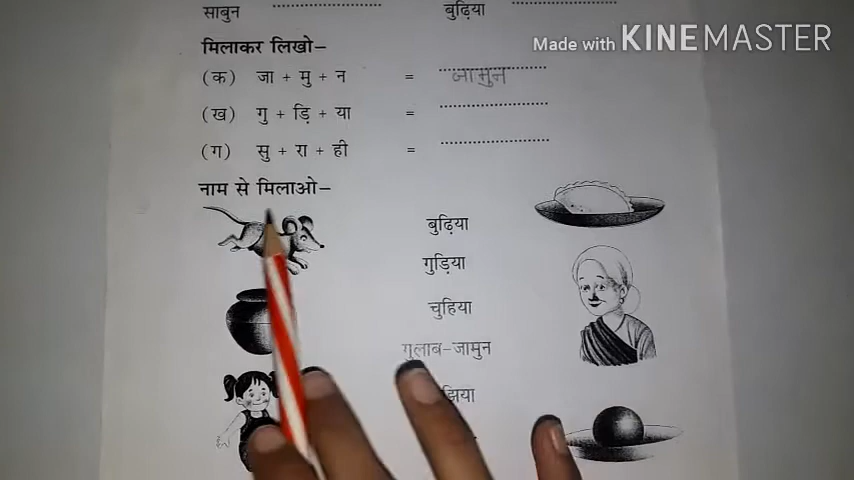 साबुन .................... बुढ़िया ....................
Made with KINEMASTER
मिलाकर लिखो–
(क) जा + मु + न = जामुन
(ख) गु + ड़ि + या = ....................
(ग) सु + रा + ही = ....................
नाम से मिलाओ–
बुढ़िया
गुड़िया
चुहिया
गुलाब-जामुन